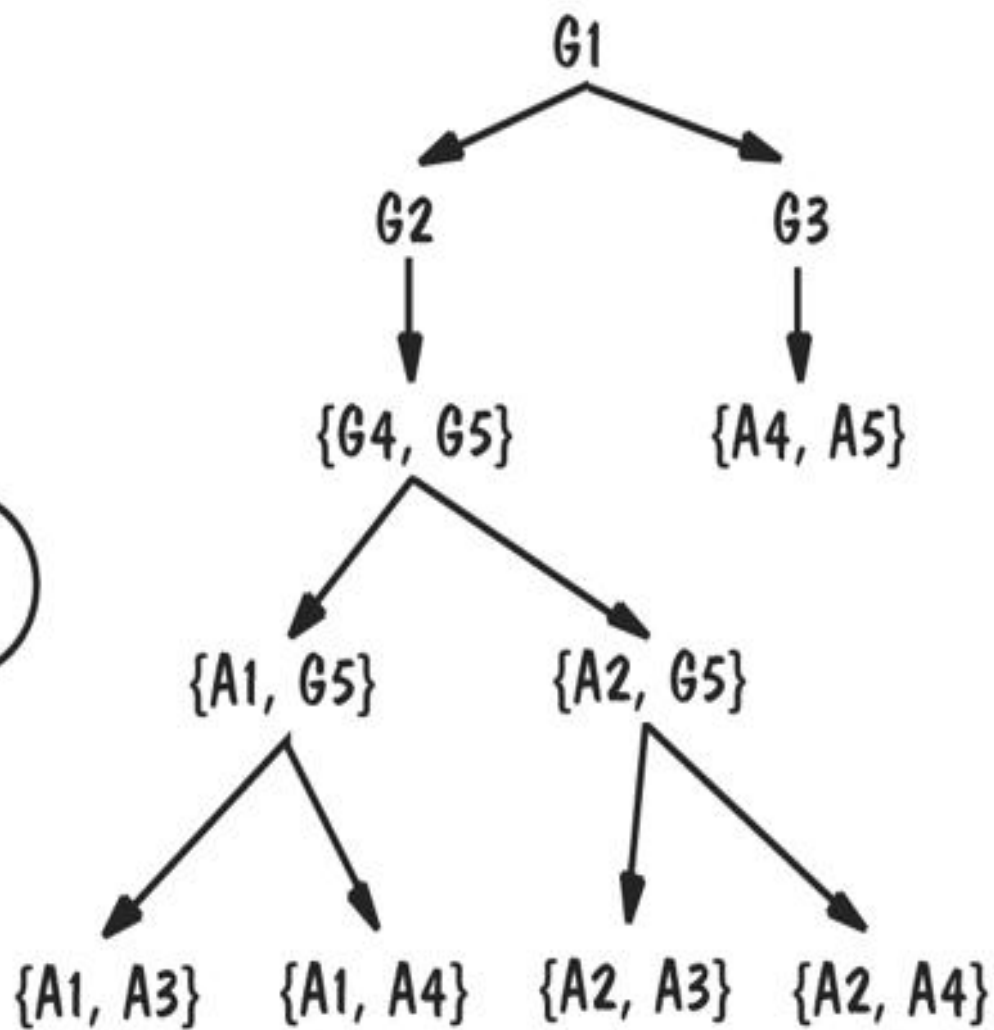 G1
G2 G3
{G4, G5} {A4, A5}
{A1, G5} {A2, G5}
{A1, A3} {A1, A4} {A2, A3} {A2, A4}